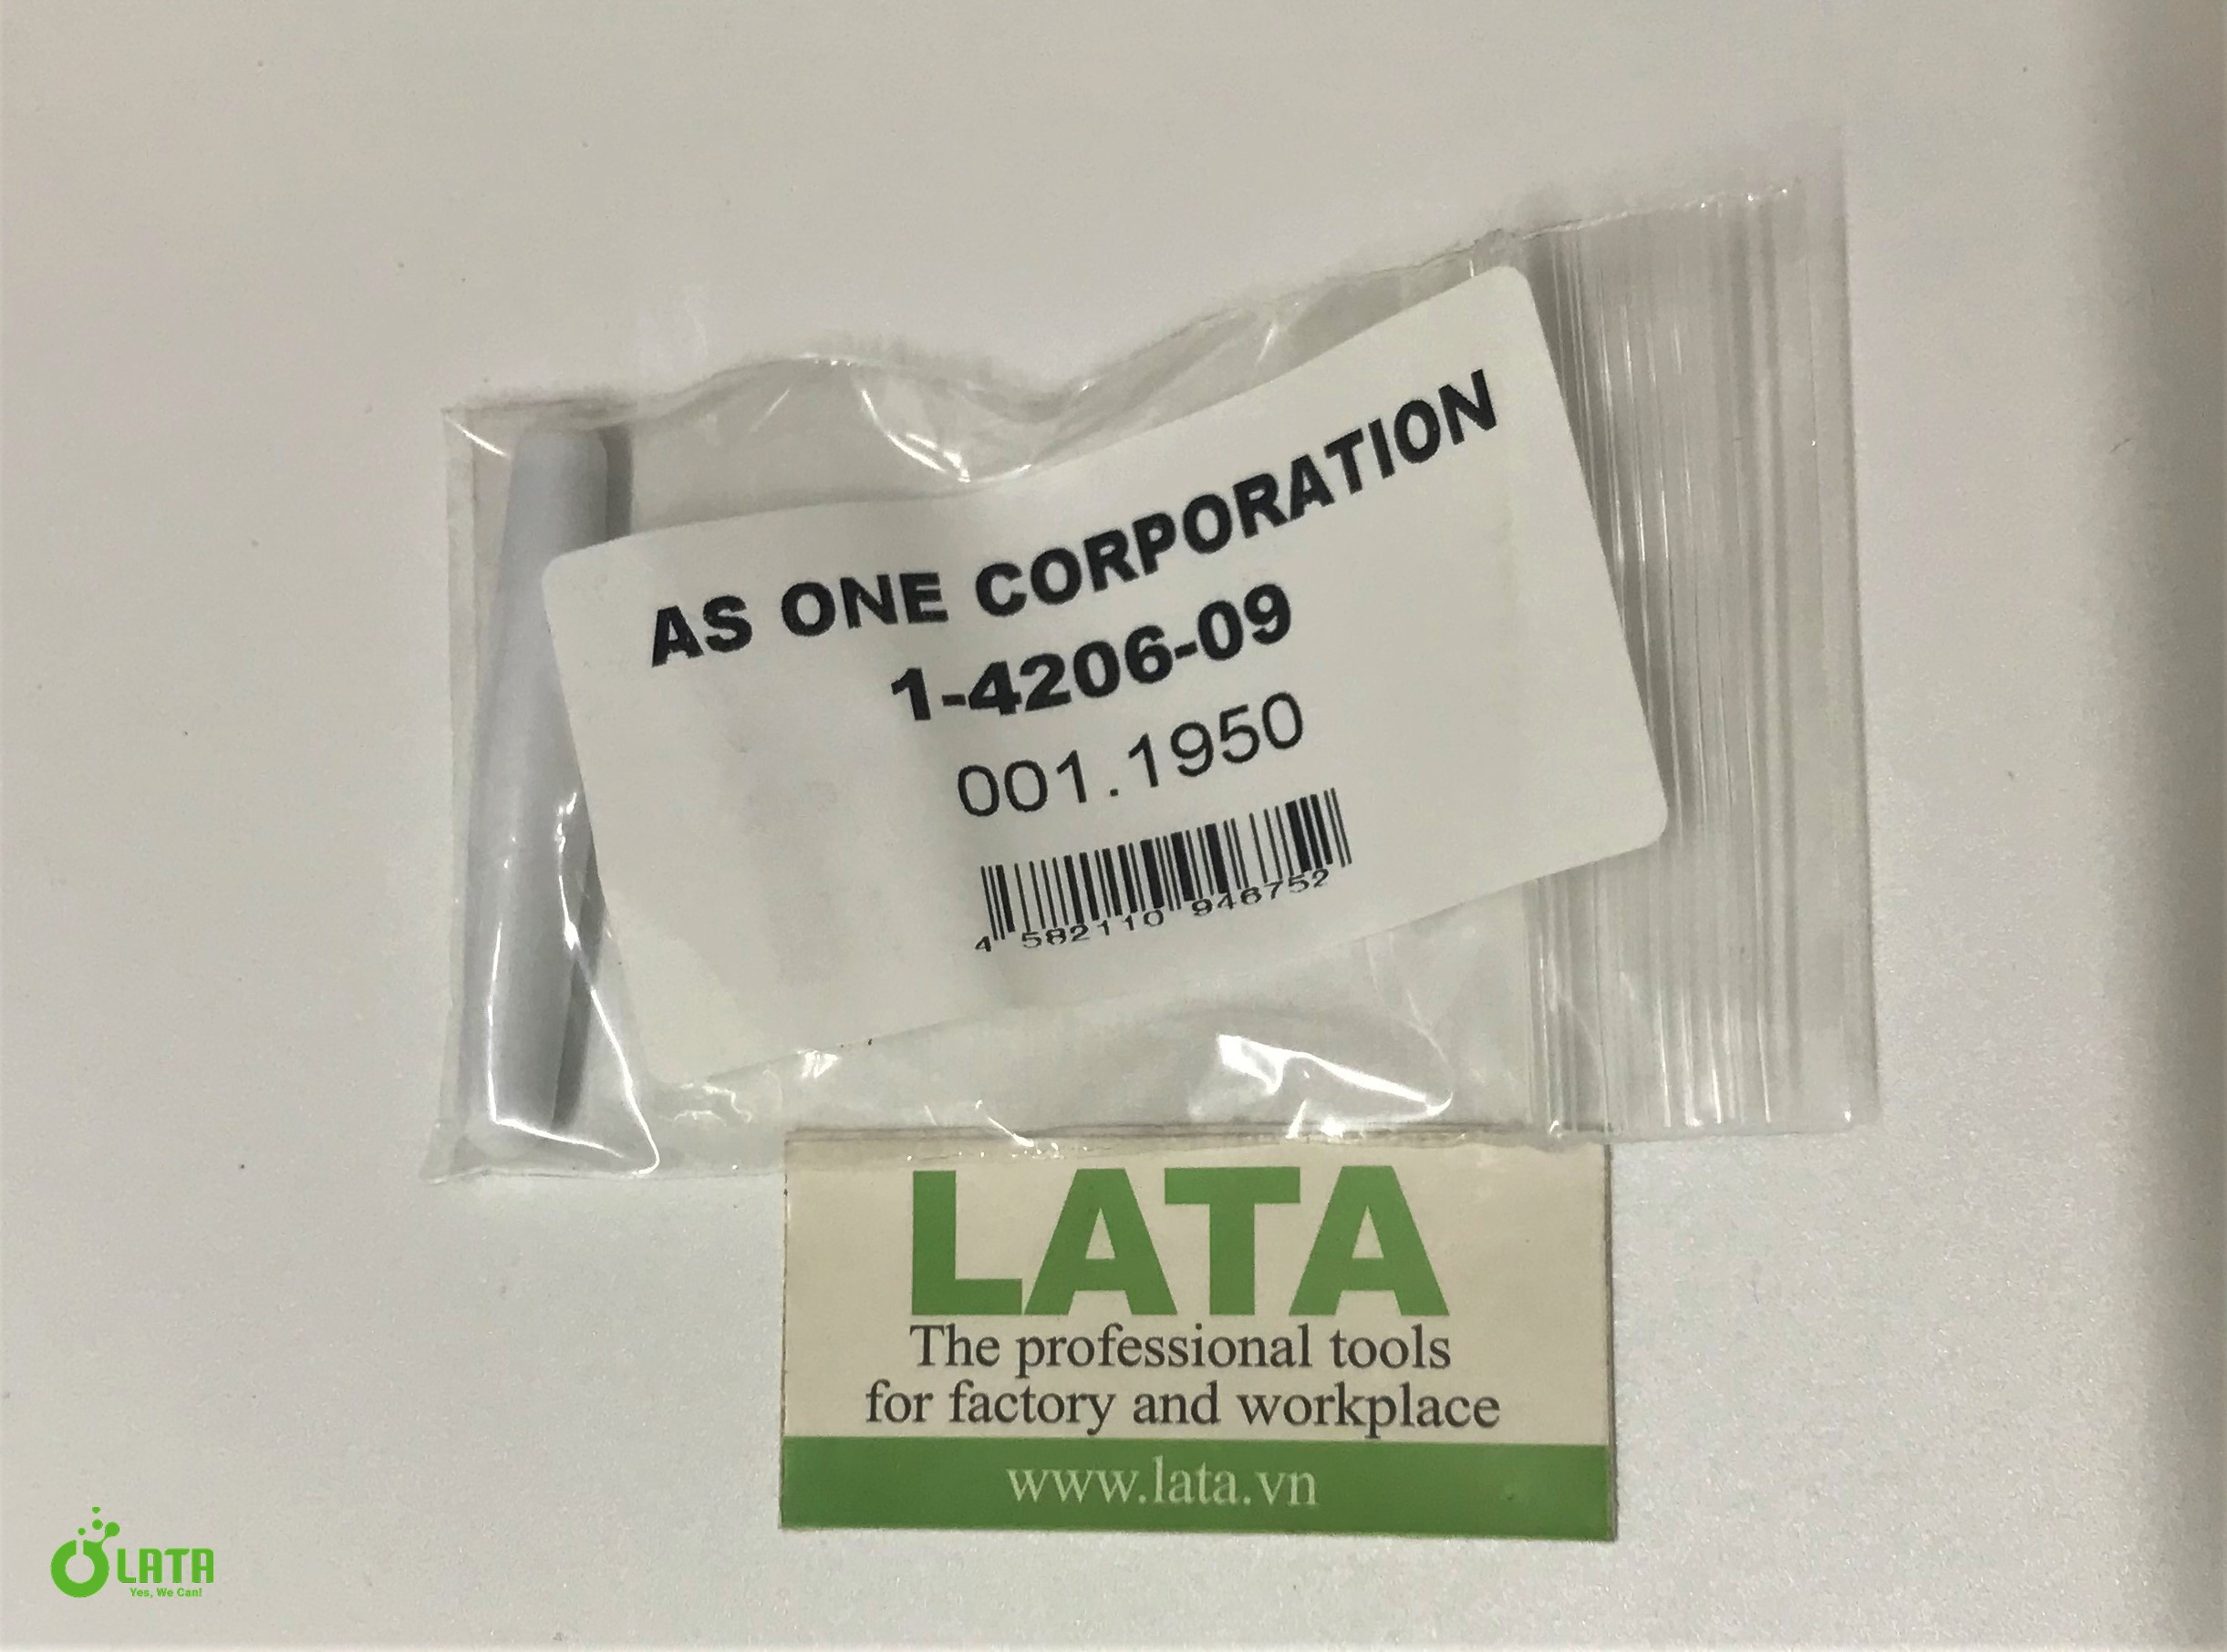 AS ONE CORPORATION
1-4206-09
001.1950
4 582110 946752
LATA
The professional tools
for factory and workplace
www.lata.vn
LATA
Yes, We Can!